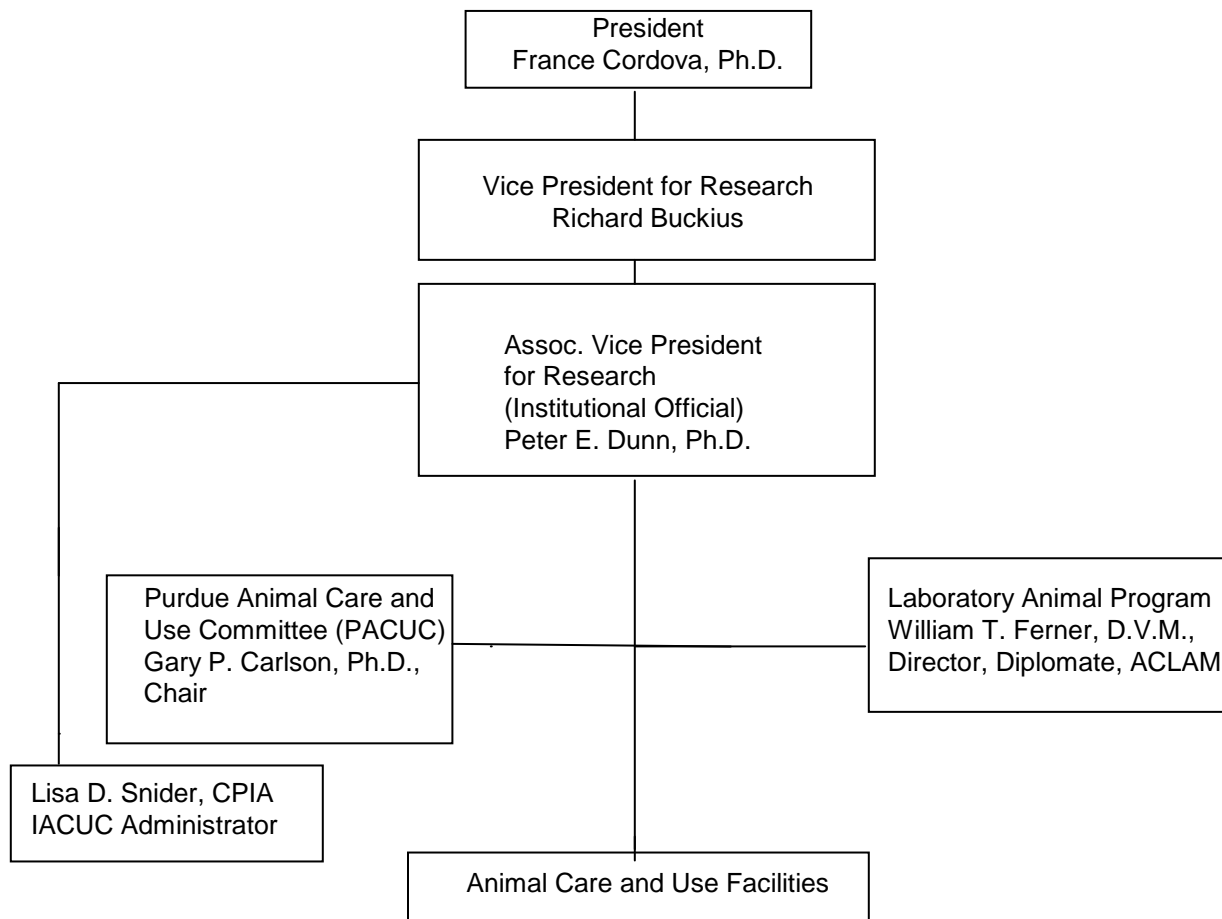 President
France Cordova, Ph.D.
Vice President for Research
Richard Buckius
Assoc. Vice President
for Research
(Institutional Official)
Peter E. Dunn, Ph.D.
Purdue Animal Care and
Use Committee (PACUC)
Gary P. Carlson, Ph.D.,
Chair
Laboratory Animal Program
William T. Ferner, D.V.M.,
Director, Diplomate, ACLAM
Lisa D. Snider, CPIA
IACUC Administrator
Animal Care and Use Facilities